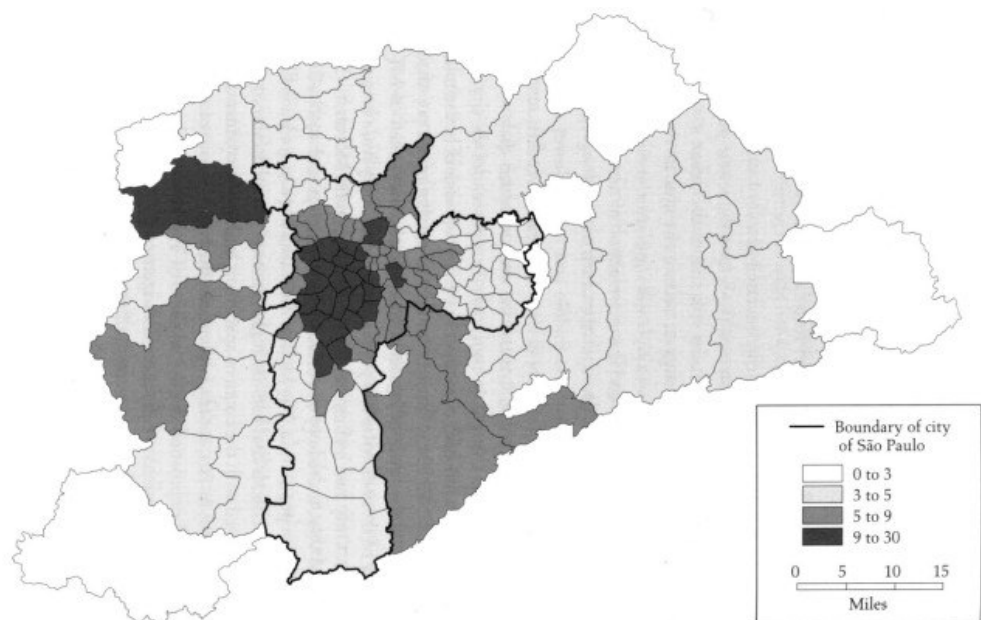 Boundary of city
of São Paulo
0 to 3
3 to 5
5 to 9
9 to 30
0 5 10 15
Miles